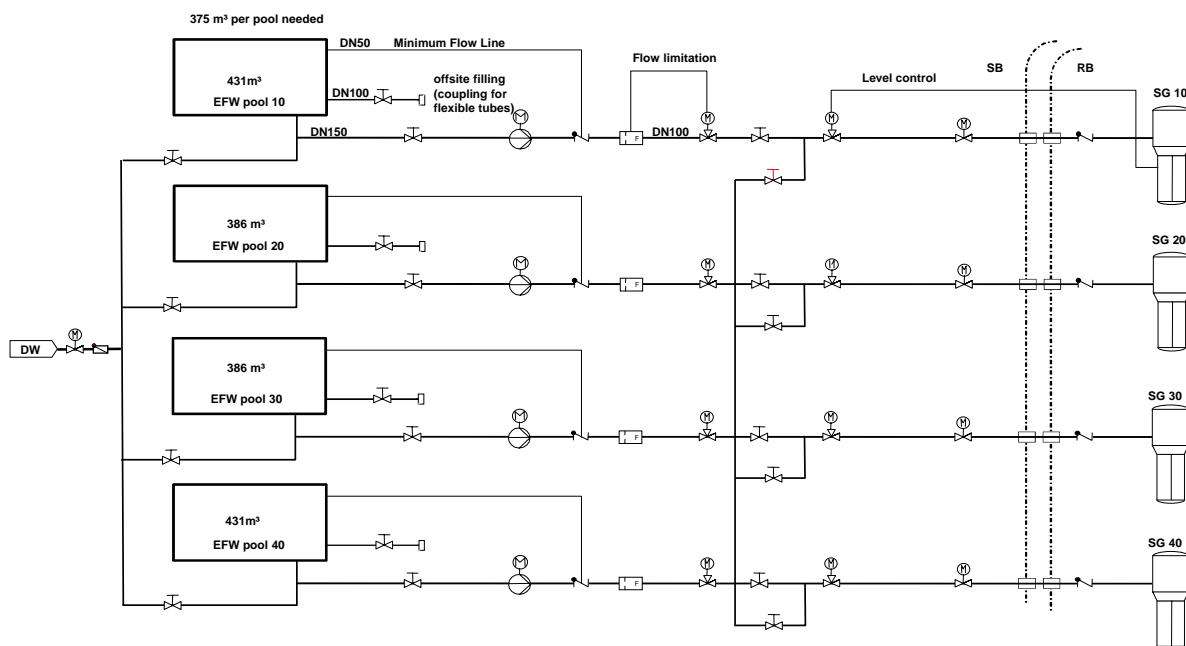 375 m³ per pool needed
DN50 Minimum Flow Line
431m³
EFW pool 10
DN100
offsite filling
(coupling for
flexible tubes)
M
DN150
Flow limitation
F
DN100
M
Level control
M
M
SB
RB
SG 10
386 m³
EFW pool 20
M
F
M
M
SG 20
DW
M
386 m³
EFW pool 30
M
F
M
M
M
SG 30
431m³
EFW pool 40
M
F
M
M
M
SG 40